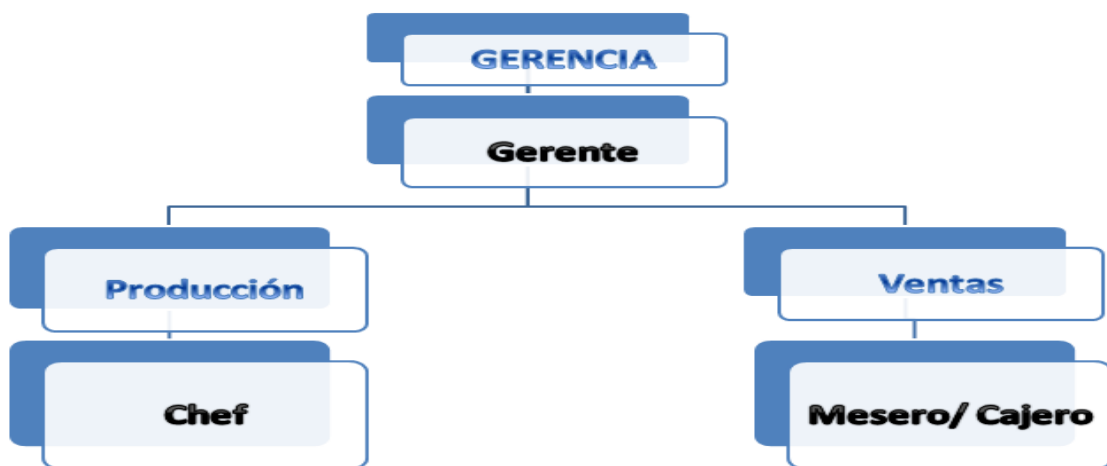 GERENCIA
Gerente
Producción
Ventas
Chef
Mesero/ Cajero